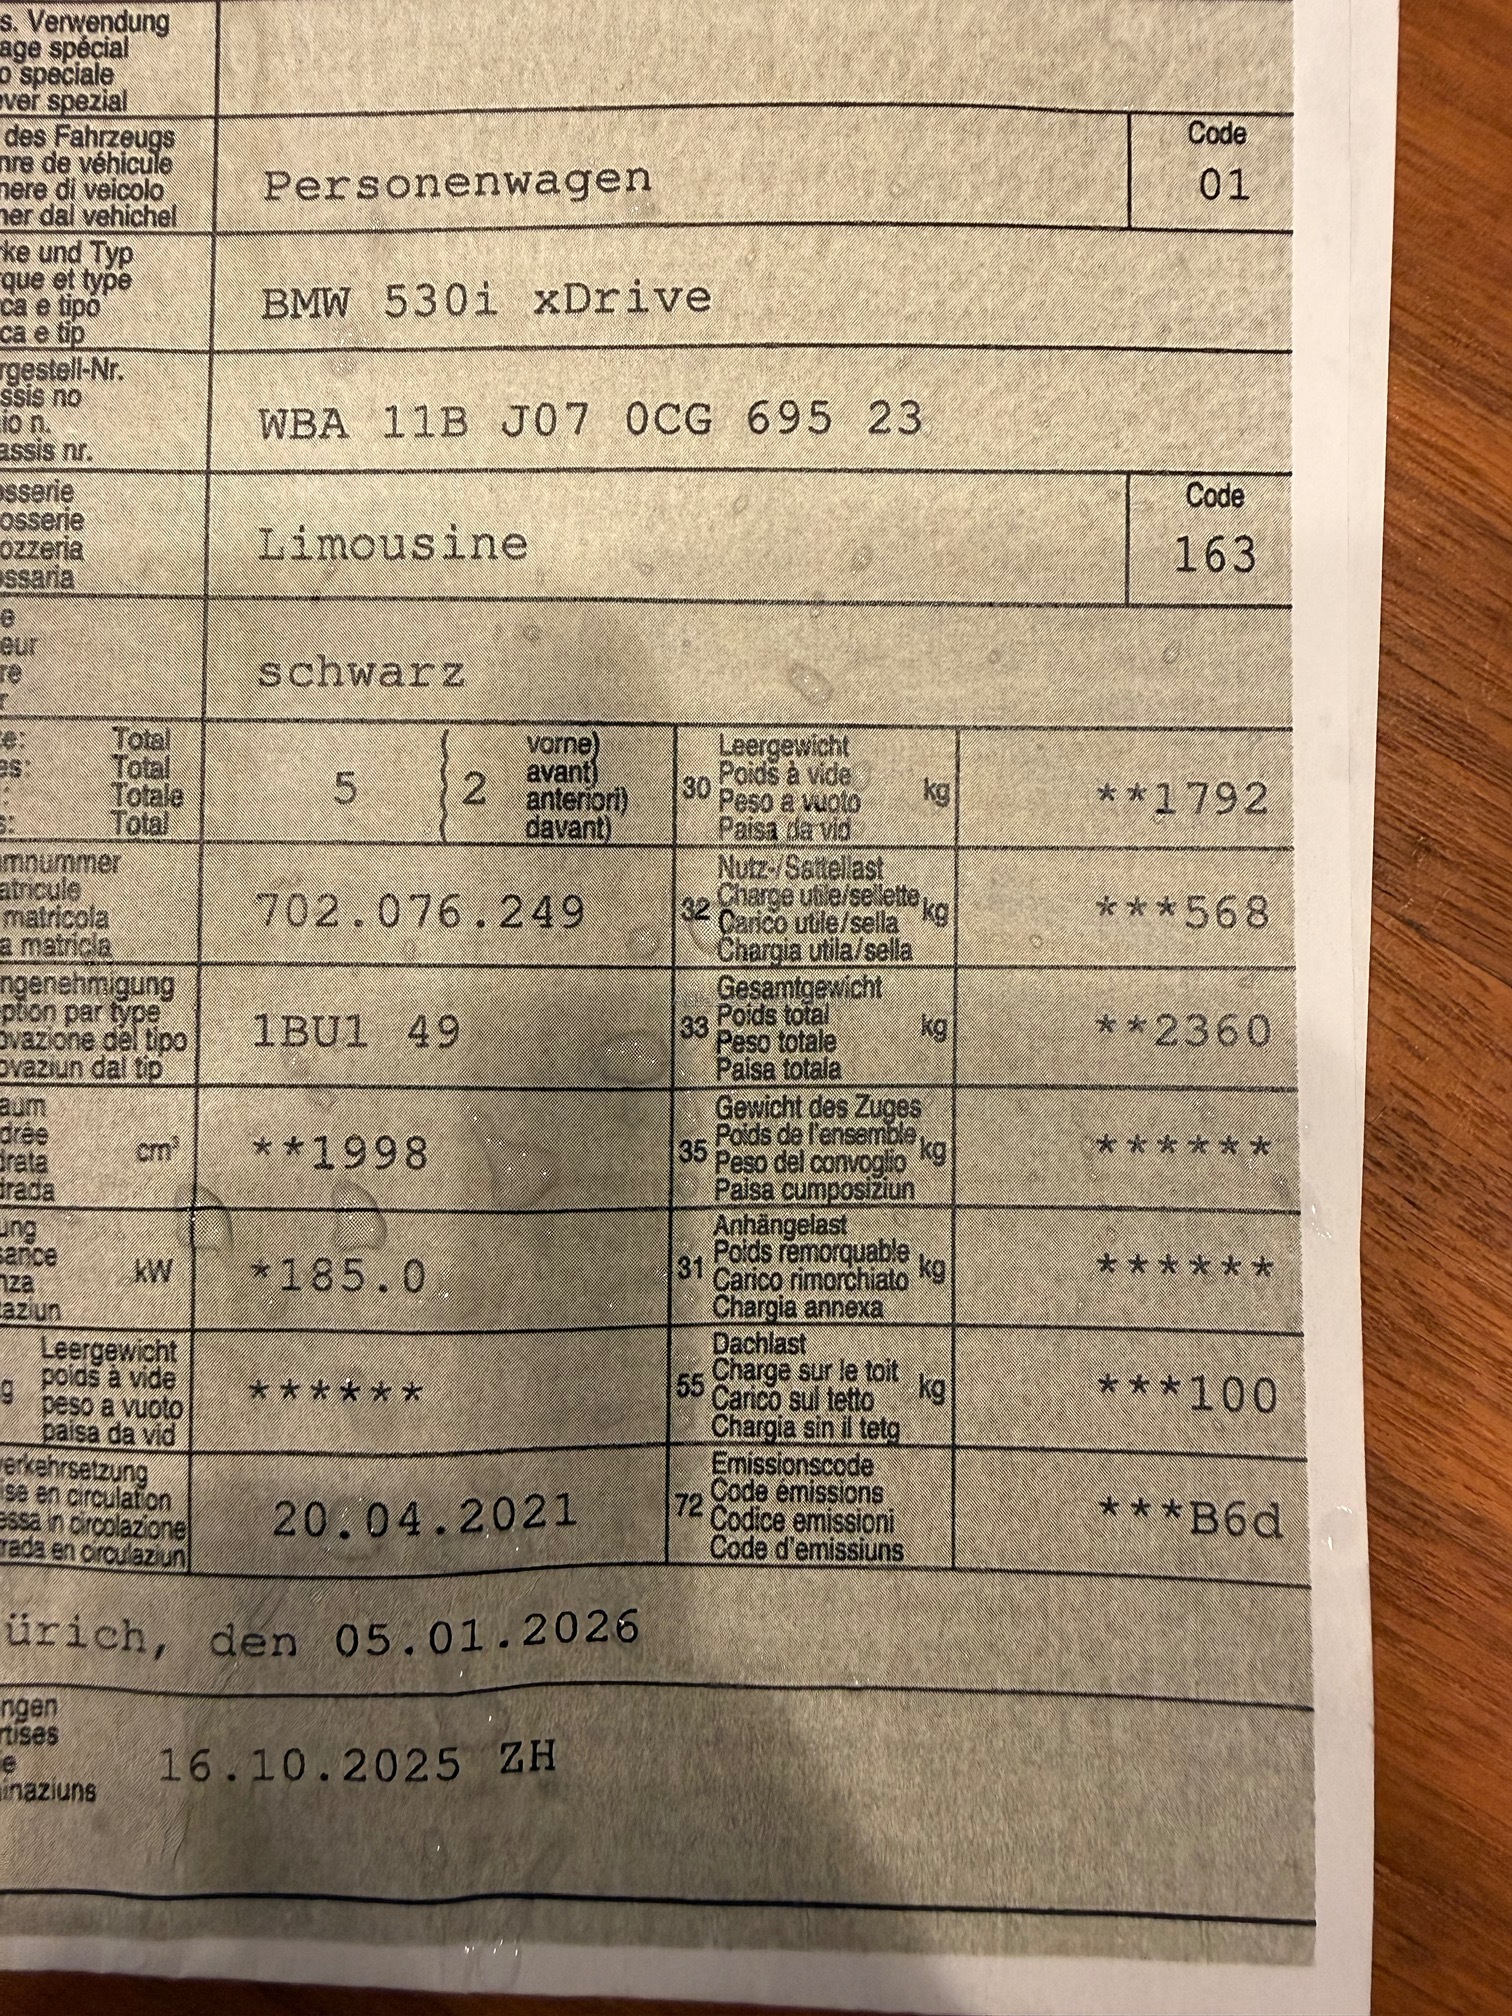 s. Verwendung
age spécial
o speciale
ver spezial
des Fahrzeugs
nre de véhicule
nere di veicolo
ner dal vehichel
Personenwagen
Code
01
ke und Typ
que et type
ca e tipo
ca e tip
BMW 530i xDrive
rgestell-Nr.
ssis no
io n.
assis nr.
WBA 11B J07 0CG 695 23
sserie
osserie
ozzeria
ossaria
Limousine
Code
163
e
eur
re
r
schwarz
e: Total
es: Total
: Totale
s: Total
5 2
vorne)
avant)
anteriori)
davant)
30 Leergewicht
Poids à vide
Peso a vuoto
Paisa da vid
kg
**1792
mnummer
atricule
matricola
a matricla
702.076.249
32 Nutz-/Sattellast
Charge utile/sellette
Carico utile/sella
Chargia utila/sella
kg
***568
ngenehmigung
ption par type
ovazione del tipo
ovaziun dal tip
1BU1 49
33 Gesamtgewicht
Poids total
Peso totale
Paisa totala
kg
**2360
aum
drée
drata
drada
cm³
**1998
35 Gewicht des Zuges
Poids de l'ensemble
Peso del convoglio
Paisa cumposiziun
kg
******
ung
sance
nza
taziun
kW
*185.0
31 Anhängelast
Poids remorquable
Carico rimorchiato
Chargia annexa
kg
******
g
Leergewicht
poids à vide
peso a vuoto
paisa da vid
******
55 Dachlast
Charge sur le toit
Carico sul tetto
Chargia sin il tetg
kg
***100
verkehrsetzung
ise en circulation
essa in circolazione
rada en circulaziun
20.04.2021
72 Emissionscode
Code émissions
Codice emissioni
Code d'emissiuns
***B6d
ürich, den 05.01.2026
ngen
rtises
e
inaziuns
16.10.2025 ZH